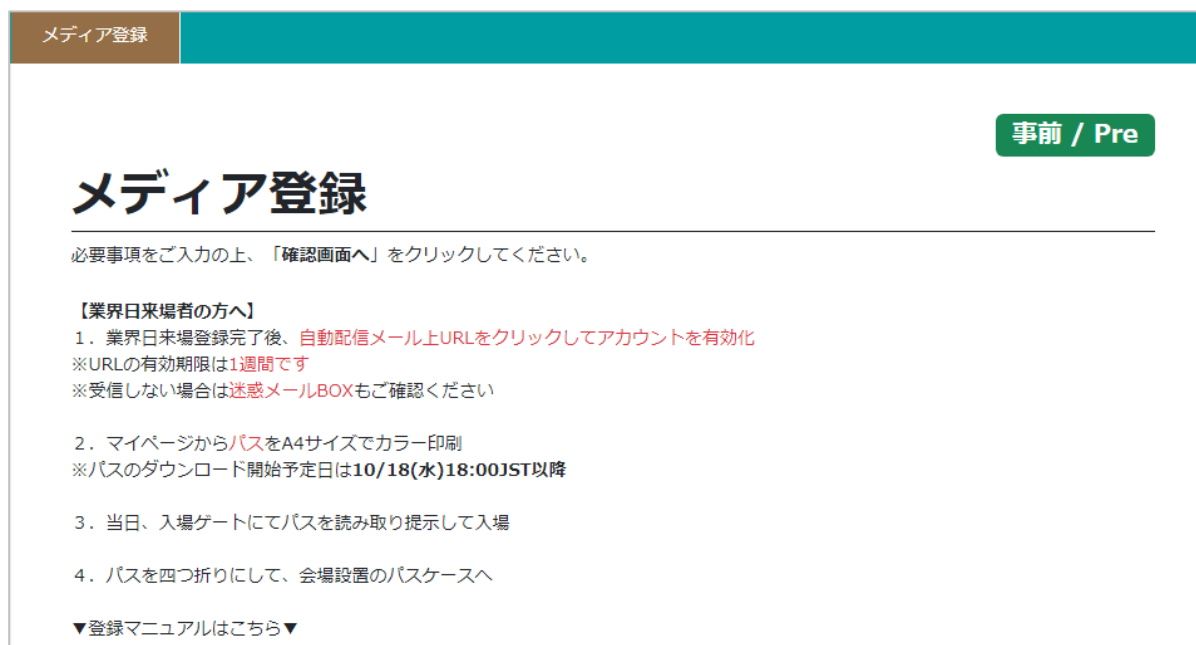 メディア登録
事前 / Pre
メディア登録
必要事項をご入力の上、「確認画面へ」をクリックしてください。
【業界日来場者の方へ】
１．業界日来場登録完了後、自動配信メール上URLをクリックしてアカウントを有効化
※URLの有効期限は1週間です
※受信しない場合は迷惑メールBOXもご確認ください
２．マイページからパスをA4サイズでカラー印刷
※パスのダウンロード開始予定日は10/18(水)18:00JST以降
３．当日、入場ゲートにてパスを読み取り提示して入場
４．パスを四つ折りにして、会場設置のパスケースへ
▼登録マニュアルはこちら▼